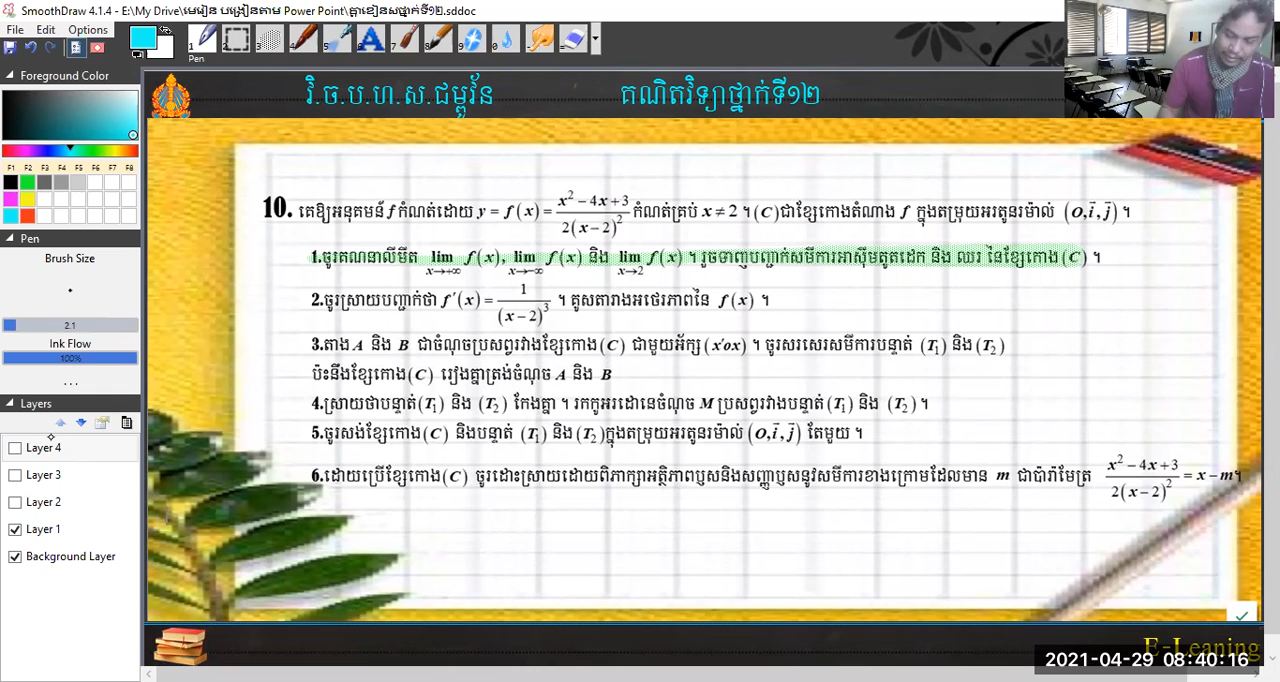 SmoothDraw 4.1.4 - E:\My Drive\មេរៀន បង្រៀនតាម Power Point\គ្នាខៀនសថ្នាក់ទី១២.sddoc
File Edit Options
Pen
Foreground Color
វិ.ច.ប.ហ.ស.ជម្ពូវ័ន គណិតវិទ្យាថ្នាក់ទី១២
F1 F2 F3 F4 F5 F6 F7 F8
Pen
Brush Size
2.1
Ink Flow
100%
...
Layers
Layer 4
Layer 3
Layer 2
Layer 1
Background Layer
10. គេឱ្យអនុគមន៍ f កំណត់ដោយ y = f(x) = (x² − 4x + 3) / (2(x − 2)²) កំណត់គ្រប់ x ≠ 2 ។ (C) ជាខ្សែកោងតំណាង f ក្នុងតម្រុយអរតូនរម៉ាល់ (O, i⃗, j⃗) ។
1.ចូរគណនាលីមីត lim x→+∞ f(x), lim x→−∞ f(x) និង lim x→2 f(x) ។ រួចទាញបញ្ជាក់សមីការអាស៊ីមតូតដេក និង ឈរ នៃខ្សែកោង (C) ។
2.ចូរស្រាយបញ្ជាក់ថា f′(x) = 1 / (x − 2)³ ។ គូសតារាងអថេរភាពនៃ f(x) ។
3.តាង A និង B ជាចំណុចប្រសព្វរវាងខ្សែកោង (C) ជាមួយអ័ក្ស (x′ox) ។ ចូរសរសេរសមីការបន្ទាត់ (T₁) និង (T₂)
ប៉ះនឹងខ្សែកោង (C) រៀងគ្នាត្រង់ចំណុច A និង B
4.ស្រាយថាបន្ទាត់ (T₁) និង (T₂) កែងគ្នា ។ រកកូអរដោនេចំណុច M ប្រសព្វរវាងបន្ទាត់ (T₁) និង (T₂) ។
5.ចូរសង់ខ្សែកោង (C) និងបន្ទាត់ (T₁) និង (T₂) ក្នុងតម្រុយអរតូនរម៉ាល់ (O, i⃗, j⃗) តែមួយ ។
6.ដោយប្រើខ្សែកោង (C) ចូរដោះស្រាយដោយពិភាក្សាអត្ថិភាពឫសនិងសញ្ញាឫសនូវសមីការខាងក្រោមដែលមាន m ជាប៉ារ៉ាមែត្រ (x² − 4x + 3) / (2(x − 2)²) = x − m។
E-Leaning
2021-04-29 08:40:16